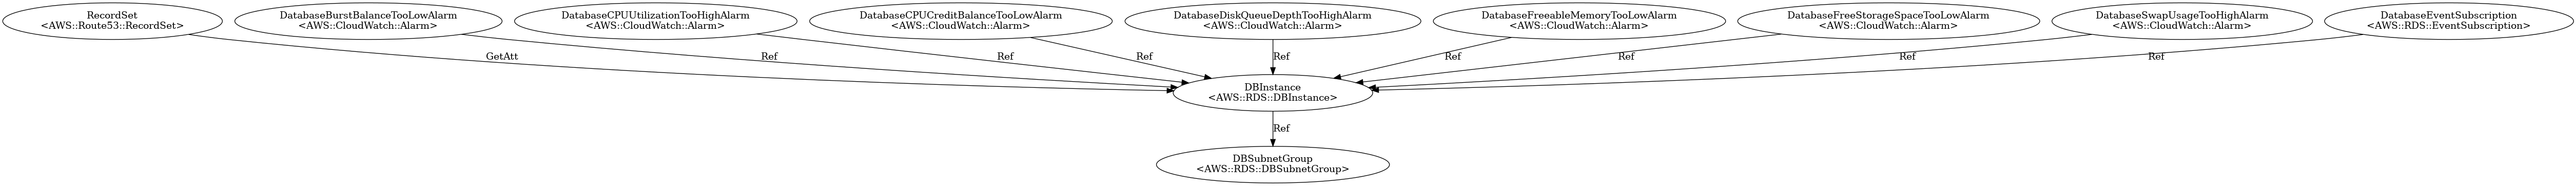 RecordSet
<AWS::Route53::RecordSet>
DatabaseBurstBalanceTooLowAlarm
<AWS::CloudWatch::Alarm>
DatabaseCPUUtilizationTooHighAlarm
<AWS::CloudWatch::Alarm>
DatabaseCPUCreditBalanceTooLowAlarm
<AWS::CloudWatch::Alarm>
DatabaseDiskQueueDepthTooHighAlarm
<AWS::CloudWatch::Alarm>
DatabaseFreeableMemoryTooLowAlarm
<AWS::CloudWatch::Alarm>
DatabaseFreeStorageSpaceTooLowAlarm
<AWS::CloudWatch::Alarm>
DatabaseSwapUsageTooHighAlarm
<AWS::CloudWatch::Alarm>
DatabaseEventSubscription
<AWS::RDS::EventSubscription>
GetAtt
Ref
Ref
Ref
Ref
Ref
Ref
Ref
Ref
DBInstance
<AWS::RDS::DBInstance>
Ref
DBSubnetGroup
<AWS::RDS::DBSubnetGroup>